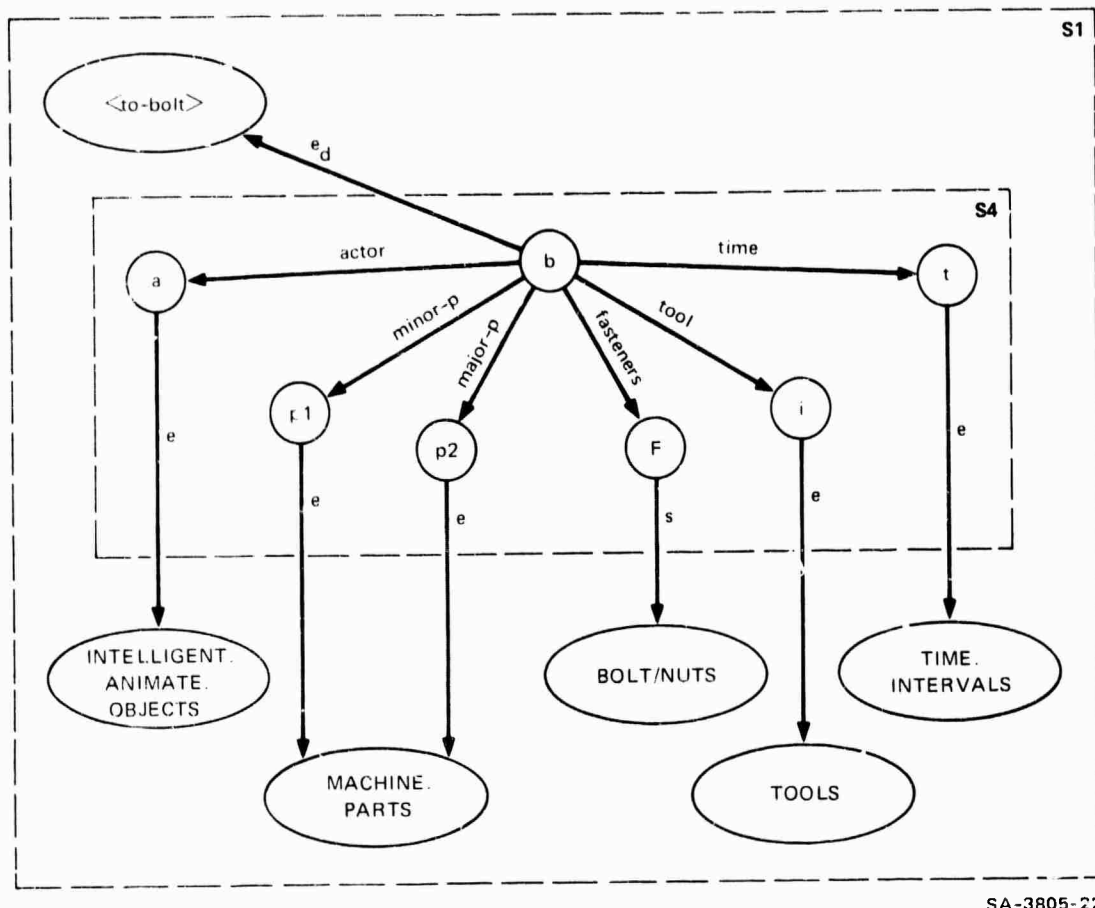 S1
<to-bolt>
e
d
S4
actor
b
time
a
t
minor-p
major-p
fasteners
tool
p1
p2
F
i
e
e
e
s
e
e
INTELLIGENT.
ANIMATE.
OBJECTS
BOLT/NUTS
TIME.
INTERVALS
MACHINE.
PARTS
TOOLS
SA-3805-22